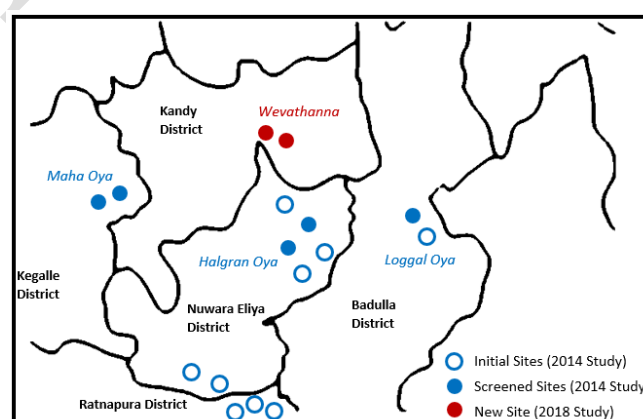 Kandy
District
Wevathanna
Maha Oya
Halgran Oya
Loggal Oya
Kegalle
District
Nuwara Eliya
District
Badulla
District
Ratnapura District
Initial Sites (2014 Study)
Screened Sites (2014 Study
New Site (2018 Study)